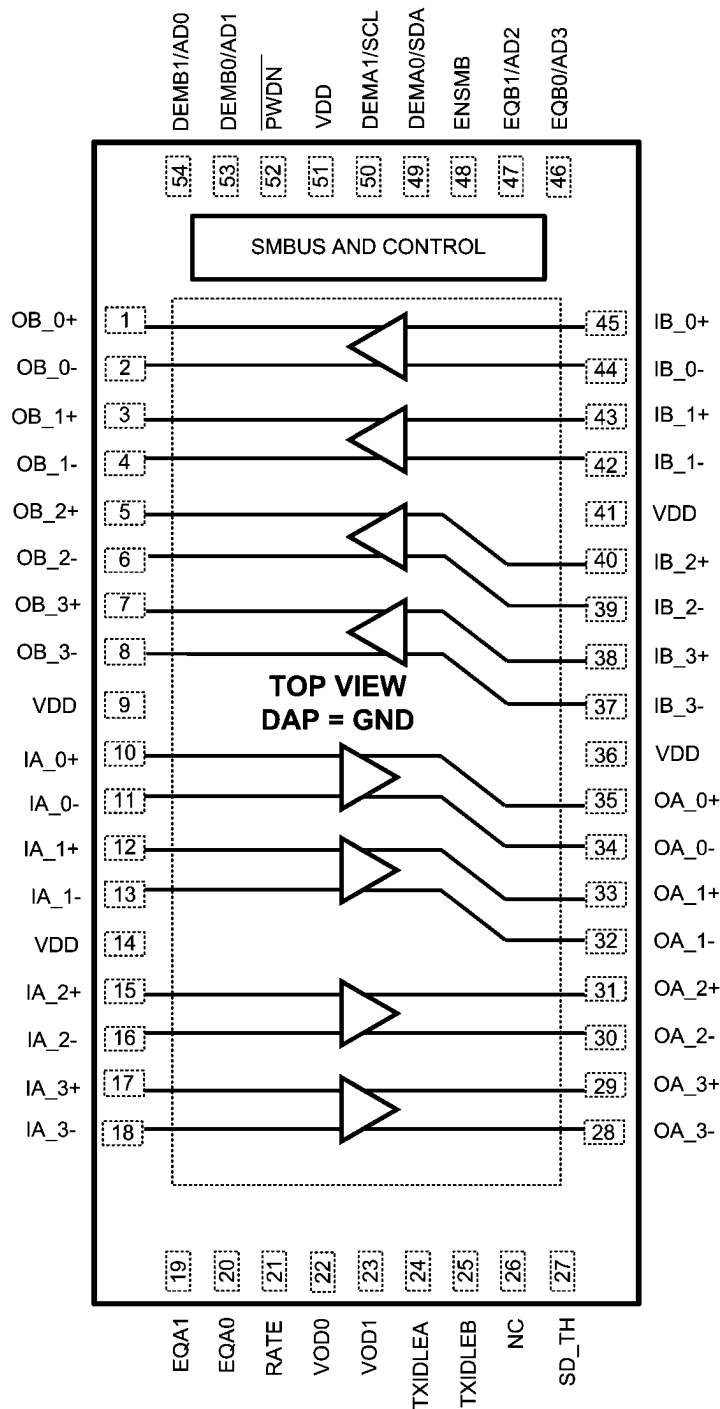 DEMB1/AD0
DEMB0/AD1
PWDN
VDD
DEMA1/SCL
DEMA0/SDA
ENSMB
EQB1/AD2
EQB0/AD3
54
53
52
51
50
49
48
47
46
SMBUS AND CONTROL
OB_0+ 1 45 IB_0+
OB_0- 2 44 IB_0-
OB_1+ 3 43 IB_1+
OB_1- 4 42 IB_1-
OB_2+ 5 41 VDD
OB_2- 6 40 IB_2+
OB_3+ 7 39 IB_2-
OB_3- 8 38 IB_3+
TOP VIEW
VDD 9 37 IB_3-
DAP = GND
IA_0+ 10 36 VDD
IA_0- 11 35 OA_0+
IA_1+ 12 34 OA_0-
IA_1- 13 33 OA_1+
VDD 14 32 OA_1-
IA_2+ 15 31 OA_2+
IA_2- 16 30 OA_2-
IA_3+ 17 29 OA_3+
IA_3- 18 28 OA_3-
19
20
21
22
23
24
25
26
27
EQA1
EQA0
RATE
VOD0
VOD1
TXIDLEA
TXIDLEB
NC
SD_TH